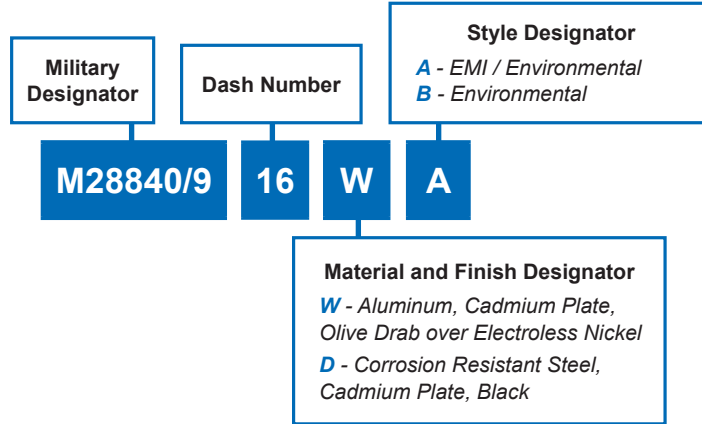 Military
Designator
Dash Number
Style Designator
A - EMI / Environmental
B - Environmental
M28840/9 16 W A
Material and Finish Designator
W - Aluminum, Cadmium Plate,
Olive Drab over Electroless Nickel
D - Corrosion Resistant Steel,
Cadmium Plate, Black